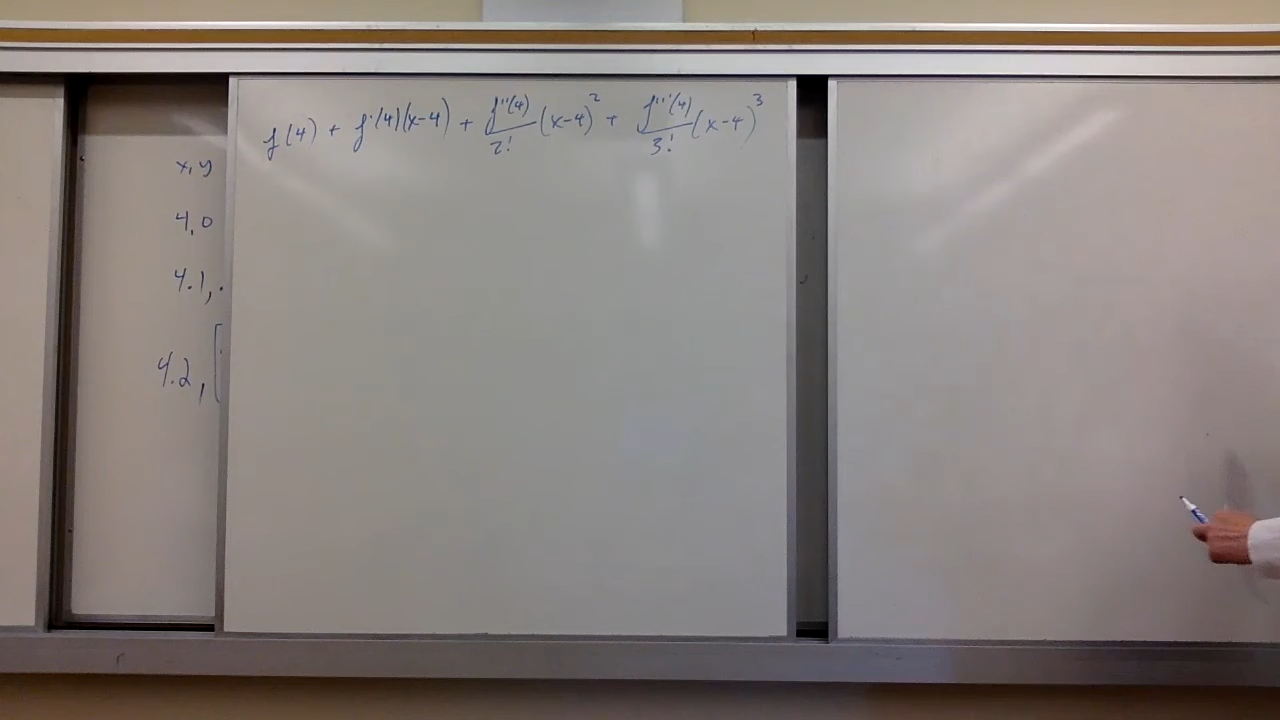 f(4) + f'(4)(x-4) + f''(4)/2! (x-4)² + f'''(4)/3! (x-4)³
x, y
4, 0
4.1, .
4.2, [